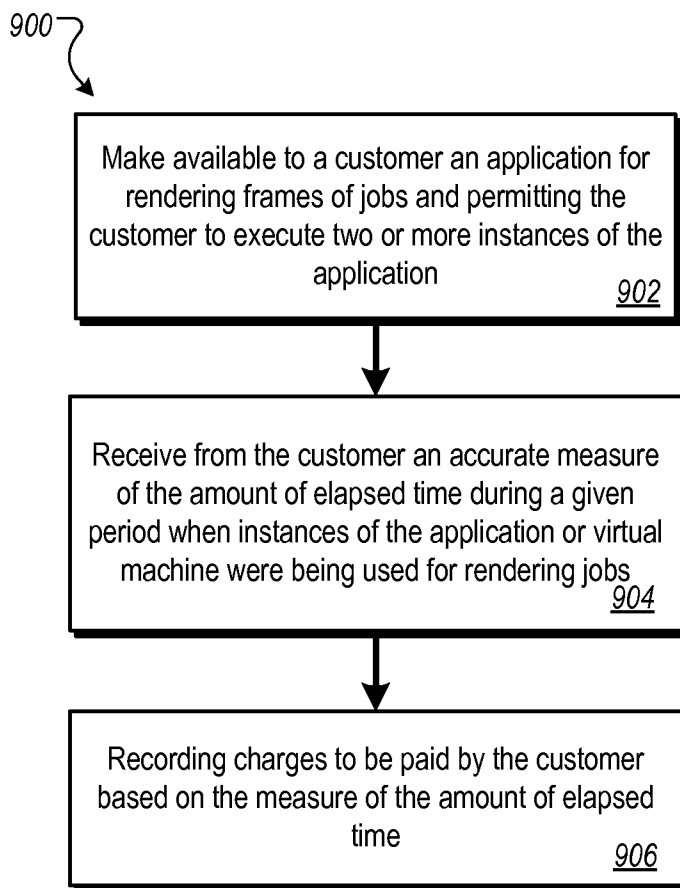 900
Make available to a customer an application for
rendering frames of jobs and permitting the
customer to execute two or more instances of the
application
902
Receive from the customer an accurate measure
of the amount of elapsed time during a given
period when instances of the application or virtual
machine were being used for rendering jobs
904
Recording charges to be paid by the customer
based on the measure of the amount of elapsed
time
906